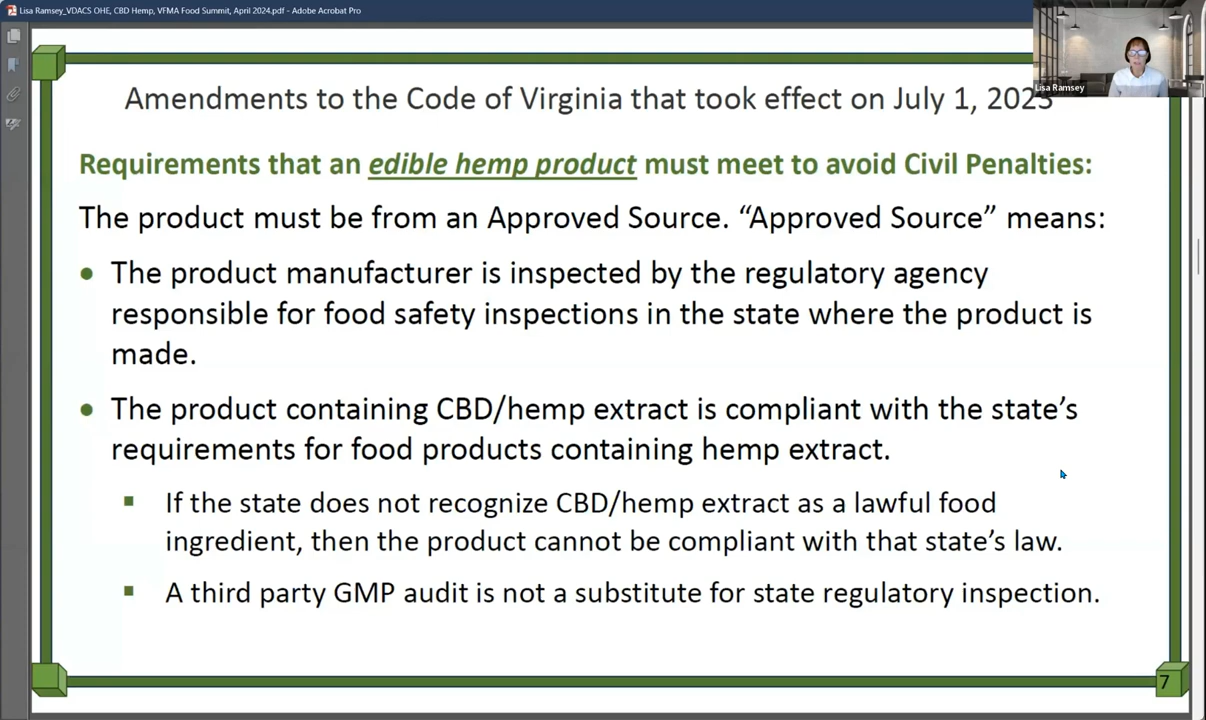 Lisa Ramsey_VDACS OHE, CBD Hemp, VFMA Food Summit, April 2024.pdf - Adobe Acrobat Pro
Lisa Ramsey
Amendments to the Code of Virginia that took effect on July 1, 2023
Requirements that an edible hemp product must meet to avoid Civil Penalties:
The product must be from an Approved Source. “Approved Source” means:
The product manufacturer is inspected by the regulatory agency
responsible for food safety inspections in the state where the product is
made.
The product containing CBD/hemp extract is compliant with the state’s
requirements for food products containing hemp extract.
If the state does not recognize CBD/hemp extract as a lawful food
ingredient, then the product cannot be compliant with that state’s law.
A third party GMP audit is not a substitute for state regulatory inspection.
7